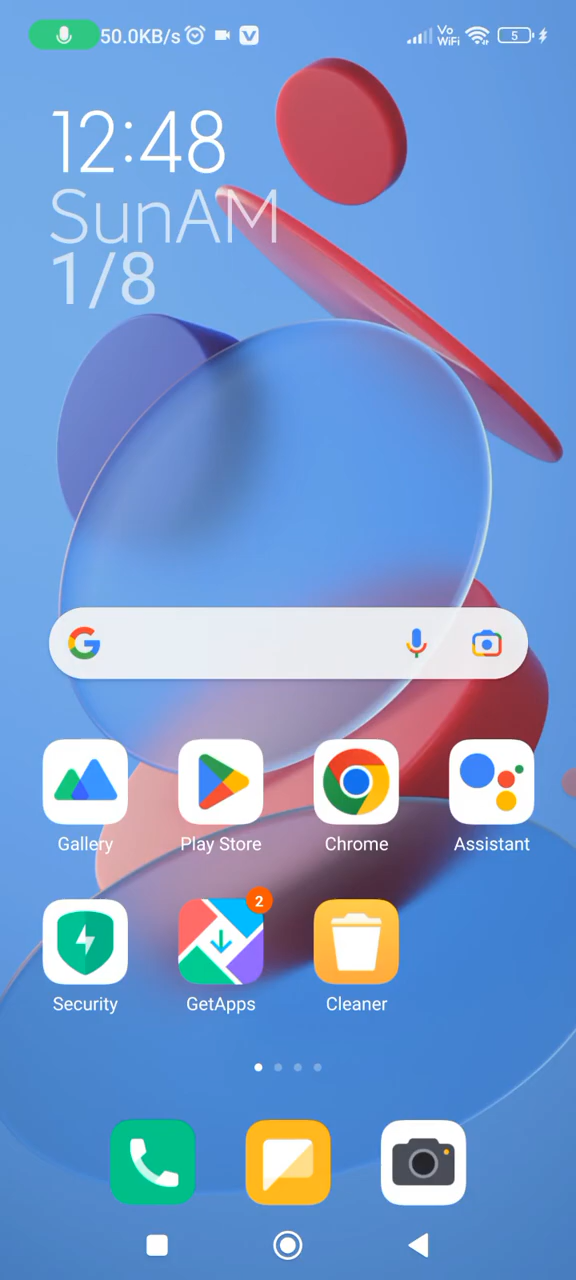 50.0KB/s Vo WiFi 5
12:48
SunAM
1/8
Gallery Play Store Chrome Assistant
2
Security GetApps Cleaner